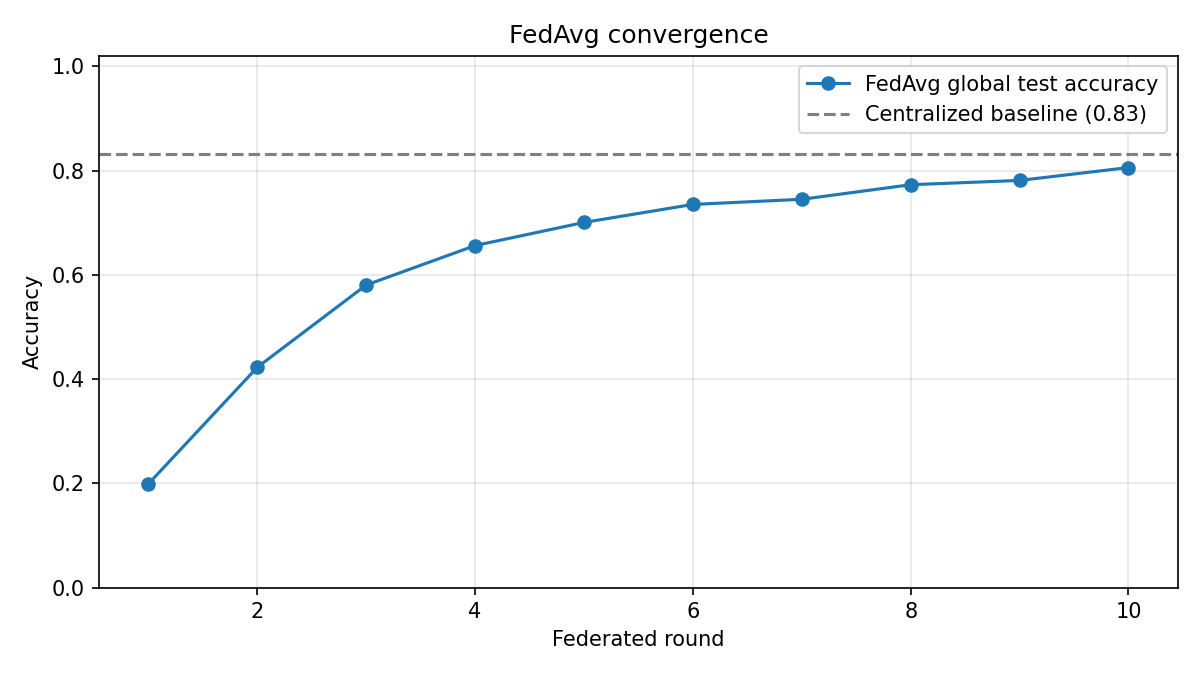 FedAvg convergence
FedAvg global test accuracy
Centralized baseline (0.83)
1.0
0.8
0.6
0.4
0.2
0.0
Accuracy
2 4 6 8 10
Federated round